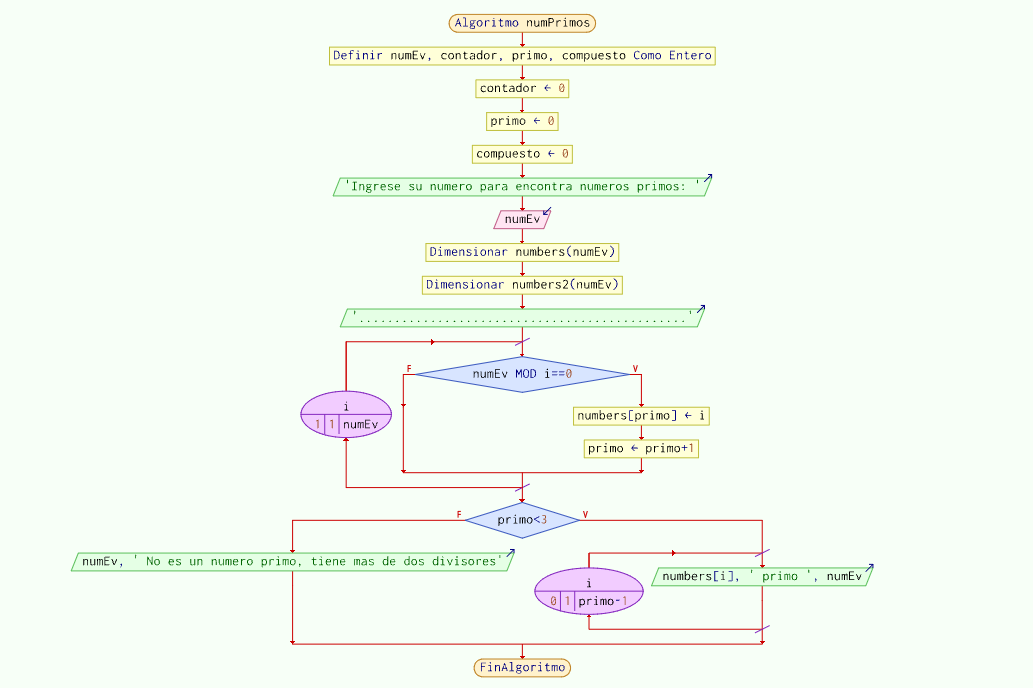 Algoritmo numPrimos
Definir numEv, contador, primo, compuesto Como Entero
contador ← 0
primo ← 0
compuesto ← 0
'Ingrese su numero para encontra numeros primos: '
numEv
Dimensionar numbers(numEv)
Dimensionar numbers2(numEv)
'...............................................'
F
numEv MOD i==0
V
i
1 1 numEv
numbers[primo] ← i
primo ← primo+1
F
primo<3
V
numEv, ' No es un numero primo, tiene mas de dos divisores'
i
0 1 primo-1
numbers[i], ' primo ', numEv
FinAlgoritmo